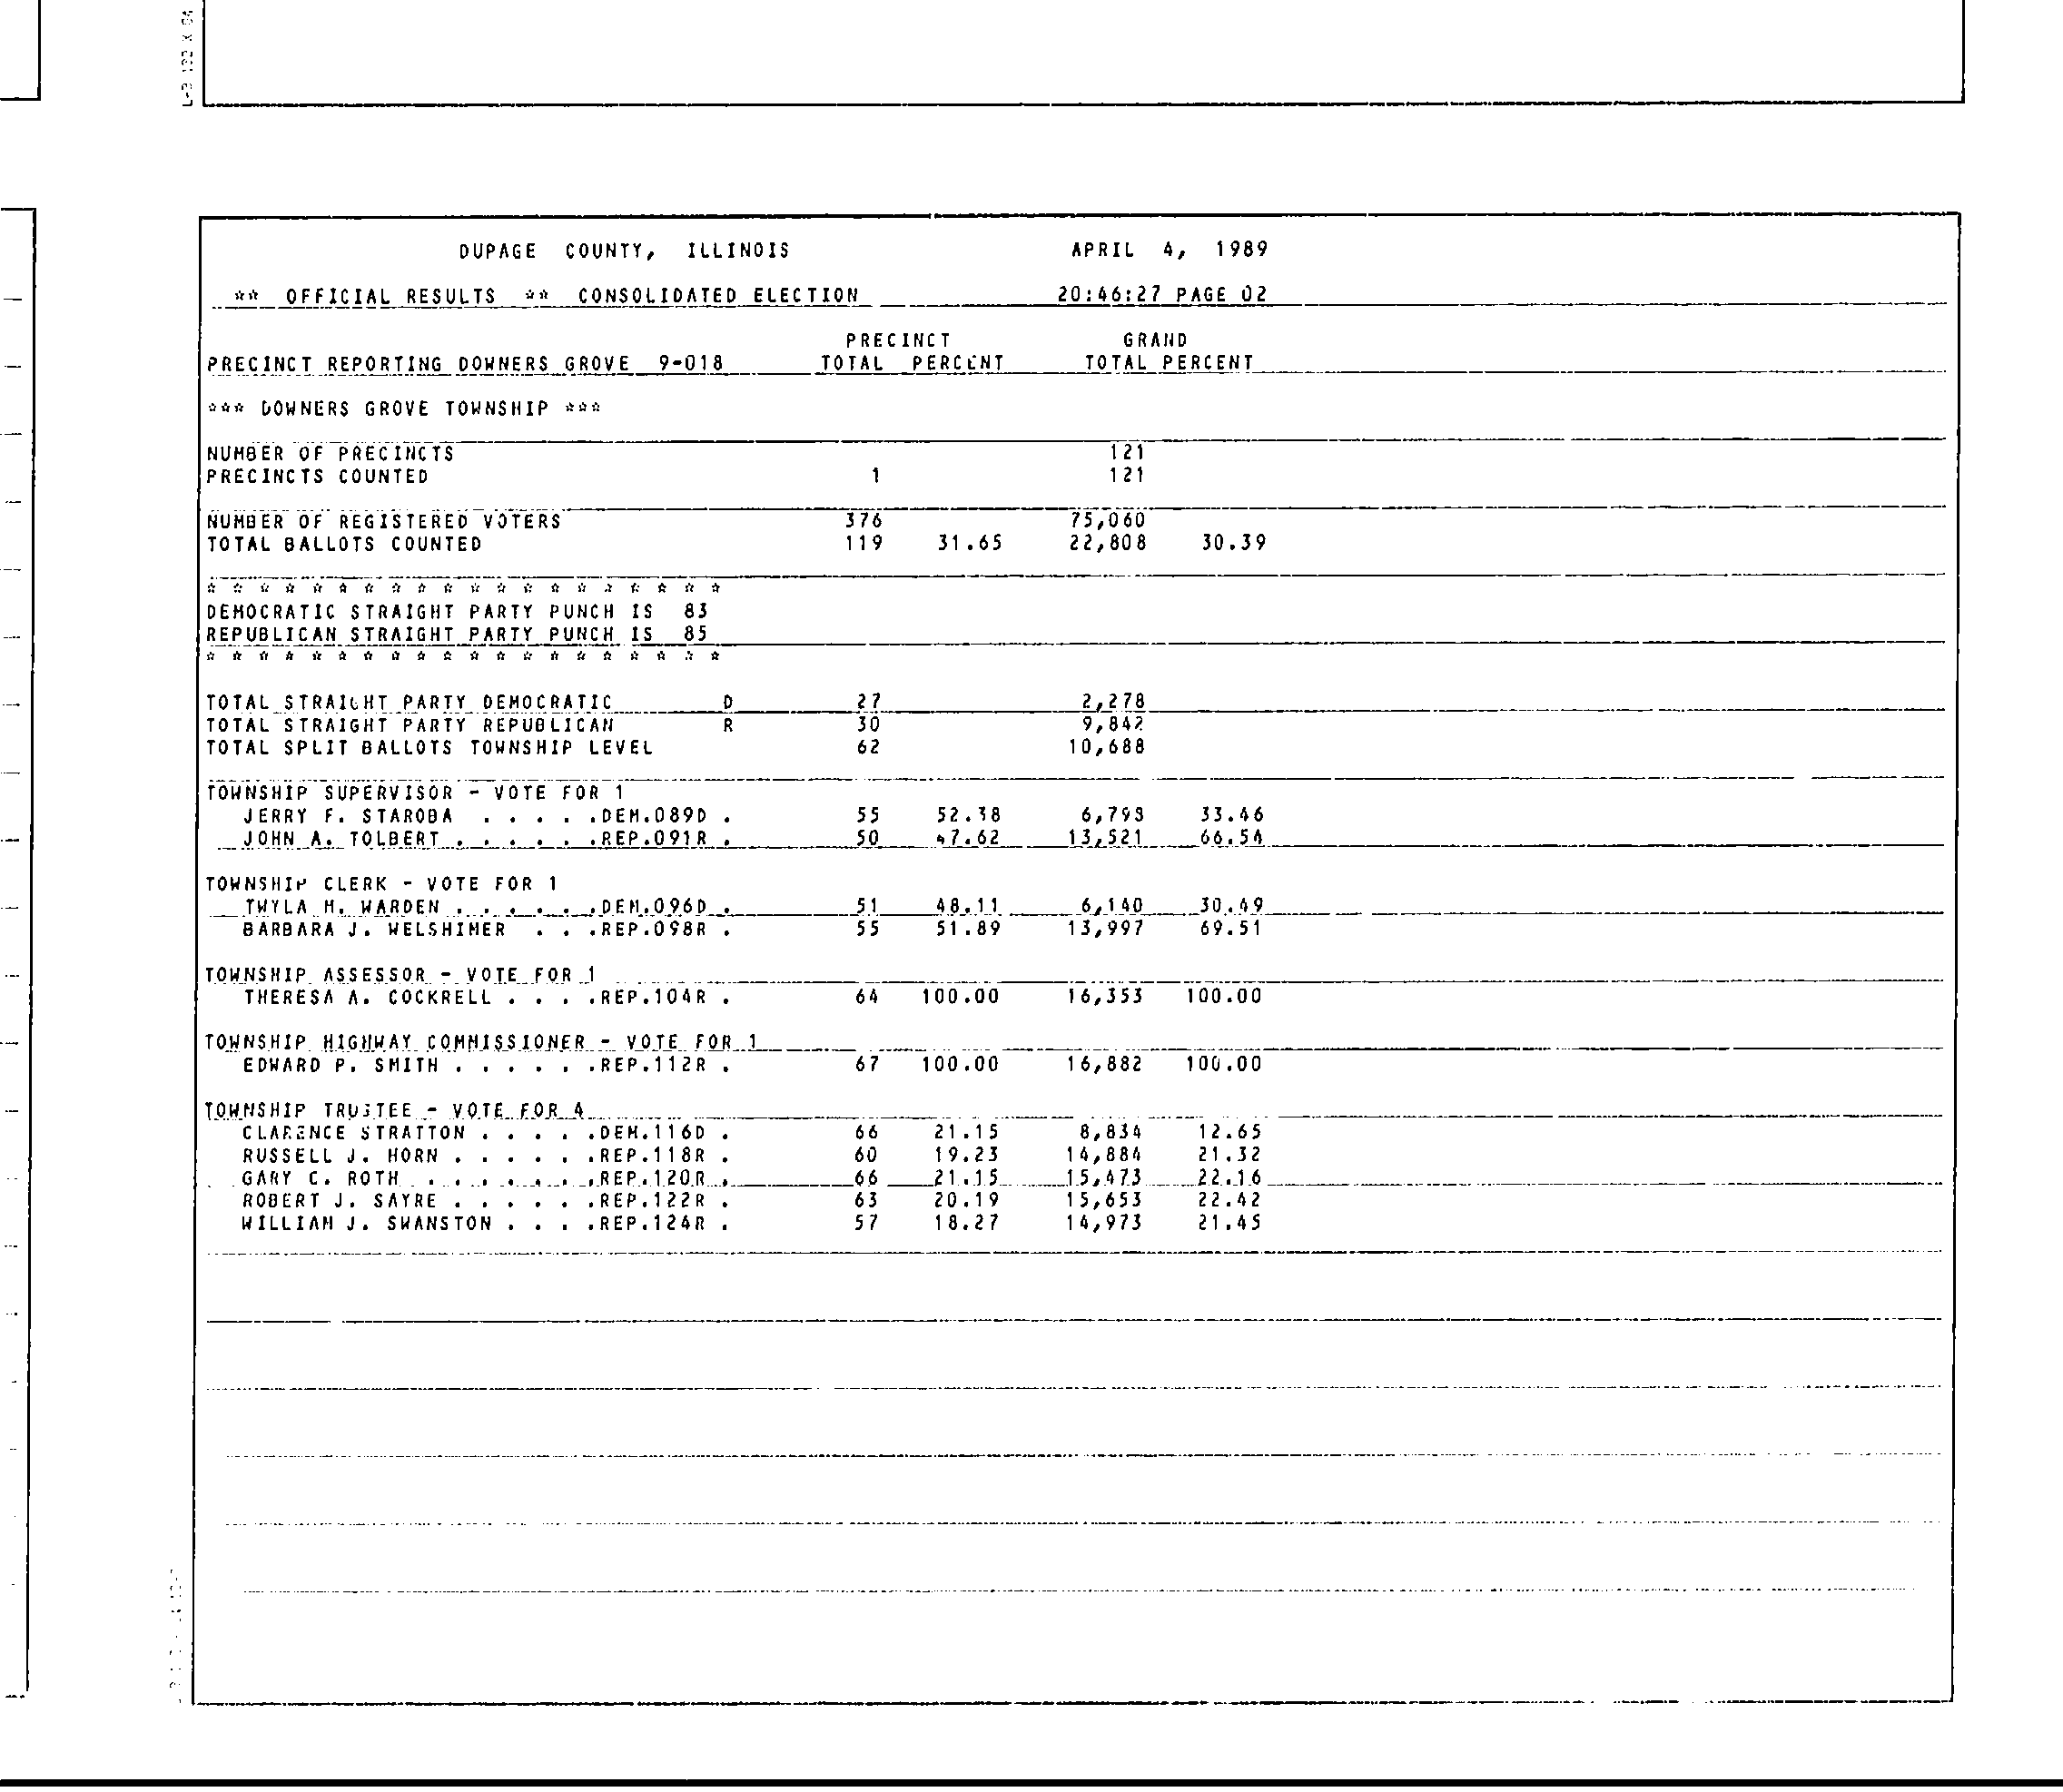 DUPAGE COUNTY, ILLINOIS APRIL 4, 1989
** OFFICIAL RESULTS ** CONSOLIDATED ELECTION 20:46:27 PAGE 02
PRECINCT GRAND
PRECINCT REPORTING DOWNERS GROVE 9-018 TOTAL PERCENT TOTAL PERCENT
*** DOWNERS GROVE TOWNSHIP ***
NUMBER OF PRECINCTS 121
PRECINCTS COUNTED 1 121
NUMBER OF REGISTERED VOTERS 376 75,060
TOTAL BALLOTS COUNTED 119 31.65 22,808 30.39
* * * * * * * * * * * * * * * * * * * *
DEMOCRATIC STRAIGHT PARTY PUNCH IS 83
REPUBLICAN STRAIGHT PARTY PUNCH IS 85
* * * * * * * * * * * * * * * * * * * *
TOTAL STRAIGHT PARTY DEMOCRATIC D 27 2,278
TOTAL STRAIGHT PARTY REPUBLICAN R 30 9,842
TOTAL SPLIT BALLOTS TOWNSHIP LEVEL 62 10,688
TOWNSHIP SUPERVISOR - VOTE FOR 1
JERRY F. STAROBA . . . . .DEM.089D . 55 52.38 6,798 33.46
JOHN A. TOLBERT . . . . . .REP.091R . 50 47.62 13,521 66.54
TOWNSHIP CLERK - VOTE FOR 1
TWYLA M. WARDEN . . . . . .DEM.096D . 51 48.11 6,140 30.49
BARBARA J. WELSHIMER . . .REP.098R . 55 51.89 13,997 69.51
TOWNSHIP ASSESSOR - VOTE FOR 1
THERESA A. COCKRELL . . . .REP.104R . 64 100.00 16,353 100.00
TOWNSHIP HIGHWAY COMMISSIONER - VOTE FOR 1
EDWARD P. SMITH . . . . . .REP.112R . 67 100.00 16,882 100.00
TOWNSHIP TRUSTEE - VOTE FOR 4
CLARENCE STRATTON . . . . .DEM.116D . 66 21.15 8,834 12.65
RUSSELL J. HORN . . . . . .REP.118R . 60 19.23 14,884 21.32
GARY C. ROTH . . . . . . .REP.120R . 66 21.15 15,473 22.16
ROBERT J. SAYRE . . . . . .REP.122R . 63 20.19 15,653 22.42
WILLIAM J. SWANSTON . . . .REP.124R . 57 18.27 14,973 21.45